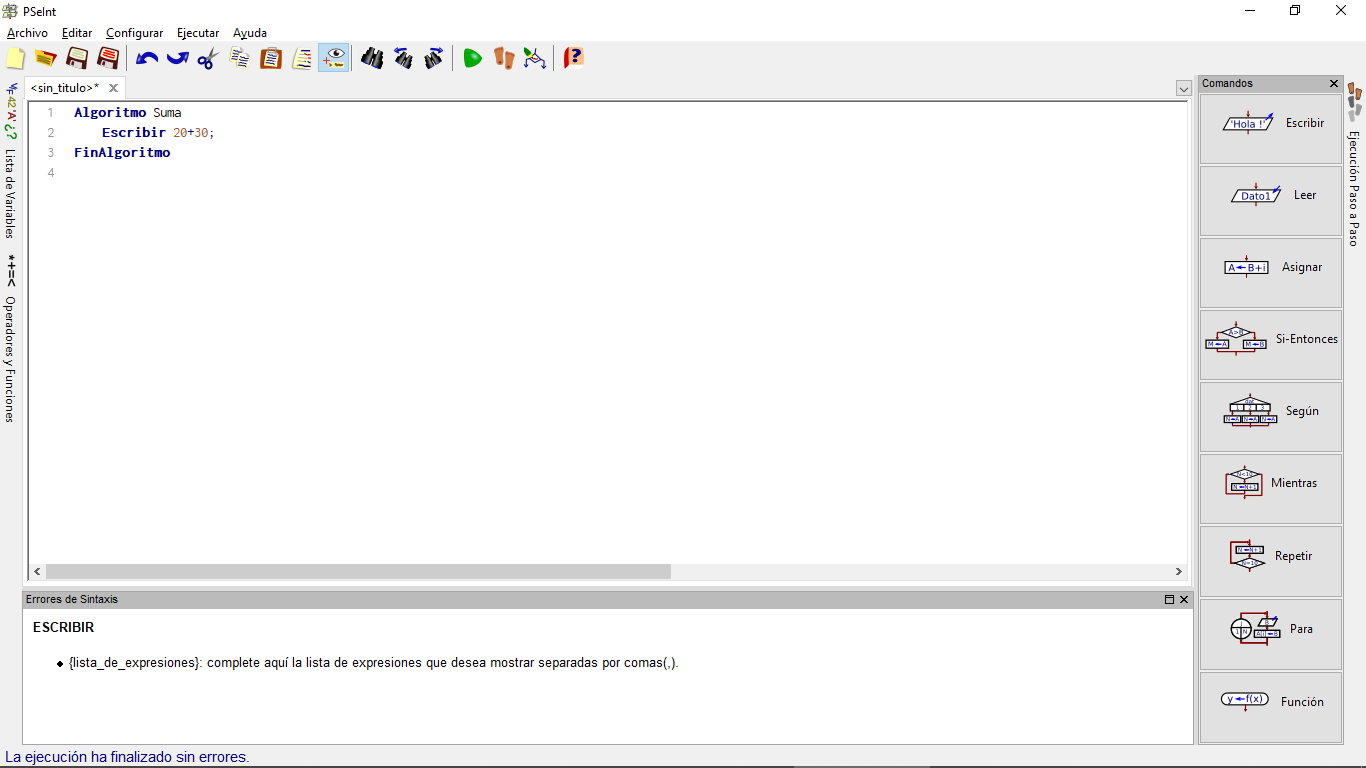 PSeInt
Archivo Editar Configurar Ejecutar Ayuda
<sin_titulo>*
1 Algoritmo Suma
2 Escribir 20+30;
3 FinAlgoritmo
4
*+=<
42 'A' ¿?
Lista de Variables
Operadores y Funciones
Errores de Sintaxis
ESCRIBIR
{lista_de_expresiones}: complete aquí la lista de expresiones que desea mostrar separadas por comas(,).
La ejecución ha finalizado sin errores.
Comandos
'Hola !' Escribir
Dato1 Leer
A←B+i Asignar
A>B
M←A M←B Si-Entonces
1 2 3
Según
Mientras
Repetir
Para
y←f(x) Función
Ejecución Paso a Paso